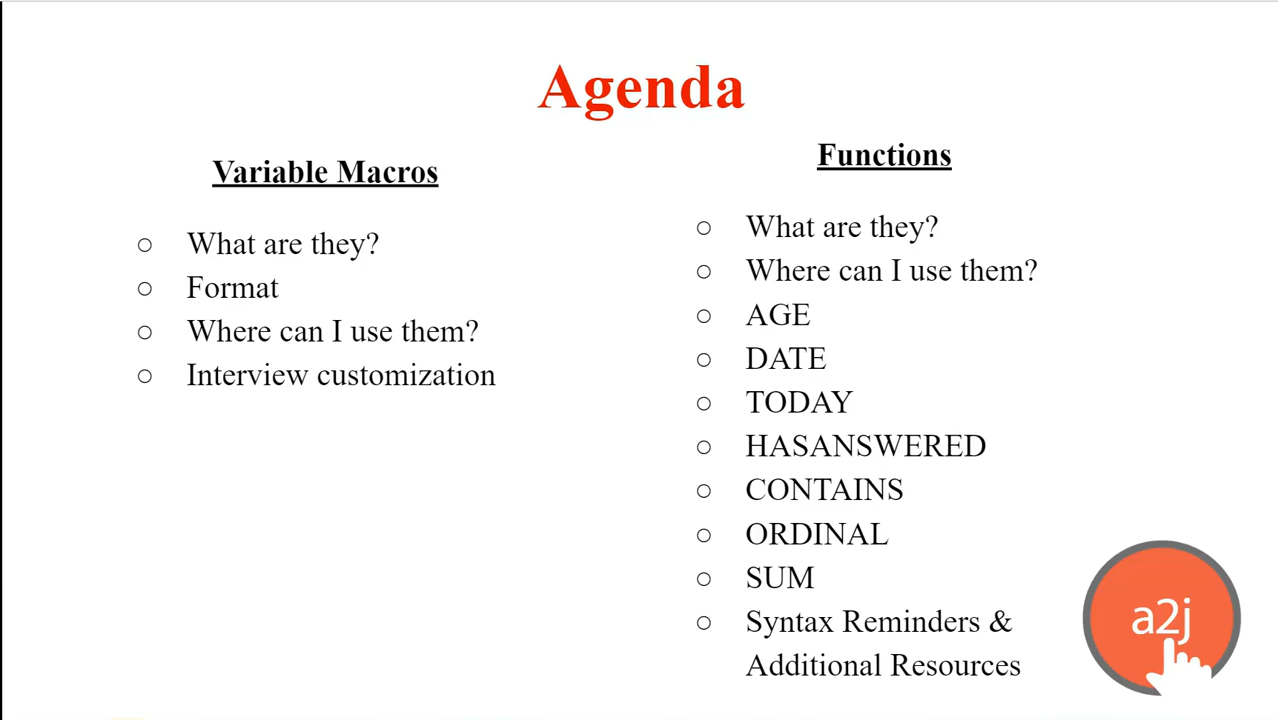 Agenda
Variable Macros
What are they?
Format
Where can I use them?
Interview customization
Functions
What are they?
Where can I use them?
AGE
DATE
TODAY
HASANSWERED
CONTAINS
ORDINAL
SUM
Syntax Reminders &
Additional Resources
a2j